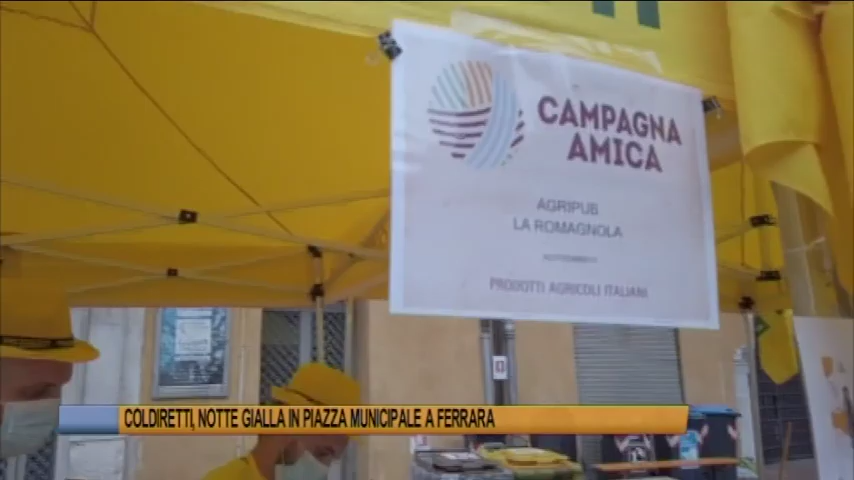 CAMPAGNA
AMICA
AGRIPUB
LA ROMAGNOLA
PRODOTTI AGRICOLI ITALIANI
COLDIRETTI, NOTTE GIALLA IN PIAZZA MUNICIPALE A FERRARA